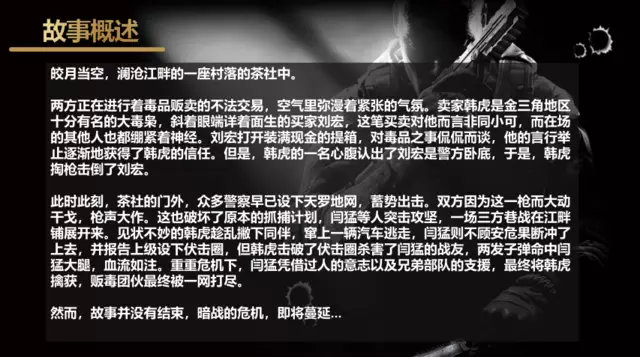 故事概述
皎月当空，澜沧江畔的一座村落的茶社中。
两方正在进行着毒品贩卖的不法交易，空气里弥漫着紧张的气氛。卖家韩虎是金三角地区
十分有名的大毒枭，斜着眼端详着面生的买家刘宏，这笔买卖对他而言非同小可，而在场
的其他人也都绷紧着神经。刘宏打开装满现金的提箱，对毒品之事侃侃而谈，他的言行举
止逐渐地获得了韩虎的信任。但是，韩虎的一名心腹认出了刘宏是警方卧底，于是，韩虎
掏枪击倒了刘宏。
此时此刻，茶社的门外，众多警察早已设下天罗地网，蓄势出击。双方因为这一枪而大动
干戈，枪声大作。这也破坏了原本的抓捕计划，闫猛等人突击攻坚，一场三方巷战在江畔
铺展开来。见状不妙的韩虎趁乱撇下同伴，窜上一辆汽车逃走，闫猛则不顾安危果断冲了
上去，并报告上级设下伏击圈，但韩虎击破了伏击圈杀害了闫猛的战友，两发子弹命中闫
猛大腿，血流如注。重重危机下，闫猛凭借过人的意志以及兄弟部队的支援，最终将韩虎
擒获，贩毒团伙最终被一网打尽。
然而，故事并没有结束，暗战的危机，即将蔓延...